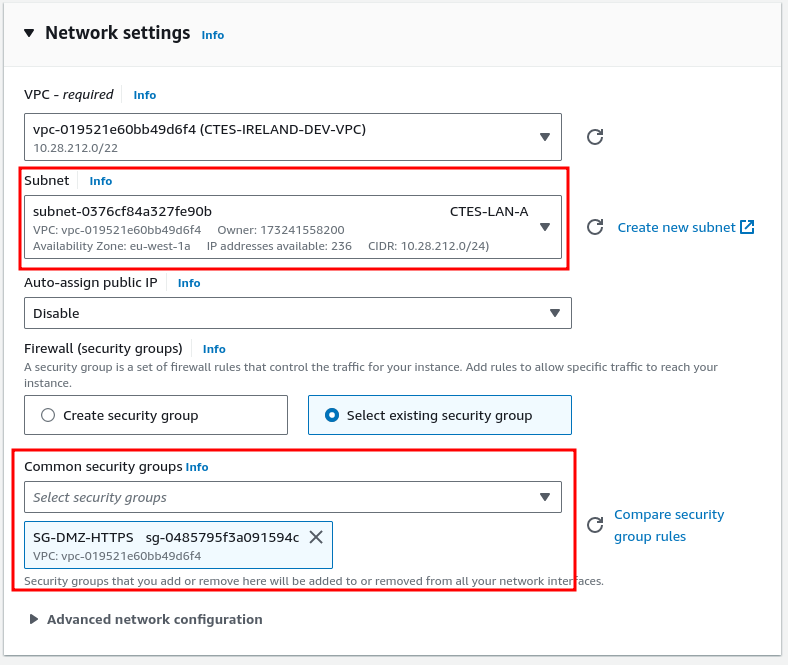 Network settings Info
VPC - required Info
vpc-019521e60bb49d6f4 (CTES-IRELAND-DEV-VPC)
10.28.212.0/22
Subnet Info
subnet-0376cf84a327fe90b CTES-LAN-A
VPC: vpc-019521e60bb49d6f4 Owner: 173241558200
Availability Zone: eu-west-1a IP addresses available: 236 CIDR: 10.28.212.0/24)
Create new subnet
Auto-assign public IP Info
Disable
Firewall (security groups) Info
A security group is a set of firewall rules that control the traffic for your instance. Add rules to allow specific traffic to reach your
instance.
Create security group
Select existing security group
Common security groups Info
Select security groups
SG-DMZ-HTTPS sg-0485795f3a091594c
VPC: vpc-019521e60bb49d6f4
Compare security
group rules
Security groups that you add or remove here will be added to or removed from all your network interfaces.
Advanced network configuration